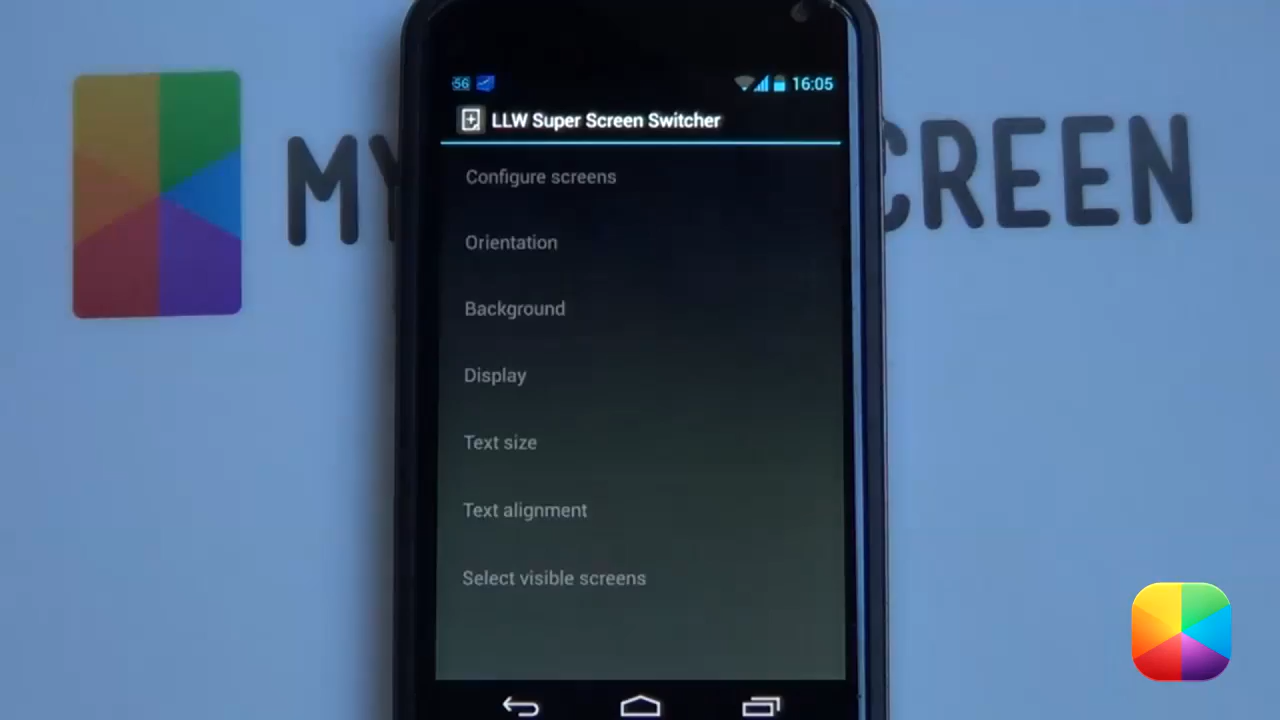 56
16:05
LLW Super Screen Switcher
MY
CREEN
Configure screens
Orientation
Background
Display
Text size
Text alignment
Select visible screens